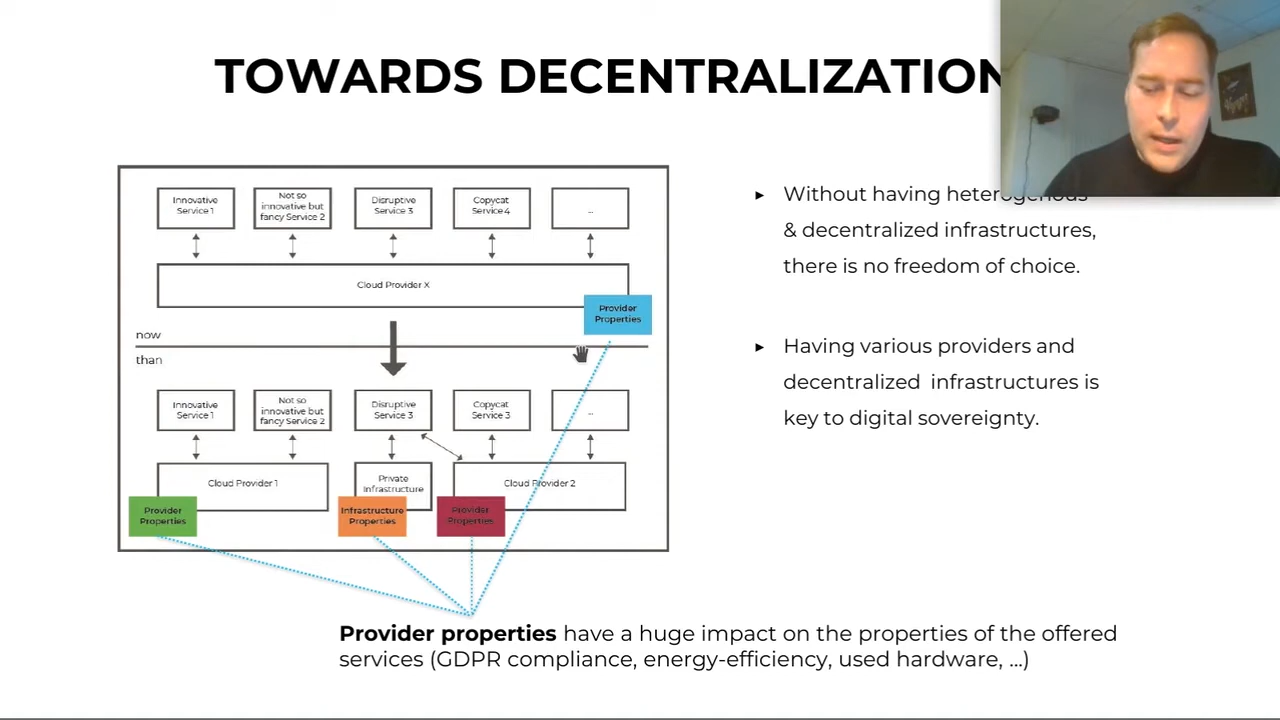 TOWARDS DECENTRALIZATION
Innovative
Service 1
Not so
innovative but
fancy Service 2
Disruptive
Service 3
Copycat
Service 4
...
Cloud Provider X
Provider
Properties
now
than
Innovative
Service 1
Not so
innovative but
fancy Service 2
Disruptive
Service 3
Copycat
Service 3
...
Cloud Provider 1
Private
Infrastructure
Cloud Provider 2
Provider
Properties
Infrastructure
Properties
Provider
Properties
► Without having heterogenous
& decentralized infrastructures,
there is no freedom of choice.
► Having various providers and
decentralized infrastructures is
key to digital sovereignty.
Provider properties have a huge impact on the properties of the offered
services (GDPR compliance, energy-efficiency, used hardware, ...)